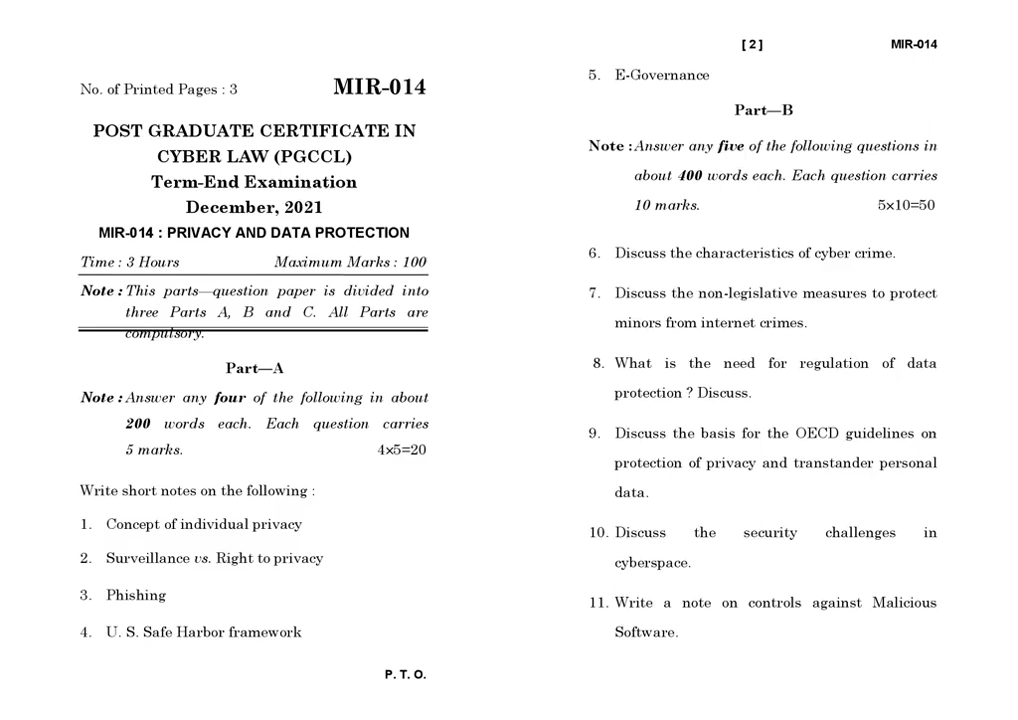 No. of Printed Pages : 3 MIR-014
POST GRADUATE CERTIFICATE IN
CYBER LAW (PGCCL)
Term-End Examination
December, 2021
MIR-014 : PRIVACY AND DATA PROTECTION
Time : 3 Hours Maximum Marks : 100
Note : This parts—question paper is divided into
three Parts A, B and C. All Parts are
compulsory.
Part—A
Note : Answer any four of the following in about
200 words each. Each question carries
5 marks. 4×5=20
Write short notes on the following :
1. Concept of individual privacy
2. Surveillance vs. Right to privacy
3. Phishing
4. U. S. Safe Harbor framework
P. T. O.
[ 2 ] MIR-014
5. E-Governance
Part—B
Note : Answer any five of the following questions in
about 400 words each. Each question carries
10 marks. 5×10=50
6. Discuss the characteristics of cyber crime.
7. Discuss the non-legislative measures to protect
minors from internet crimes.
8. What is the need for regulation of data
protection ? Discuss.
9. Discuss the basis for the OECD guidelines on
protection of privacy and transtander personal
data.
10. Discuss the security challenges in
cyberspace.
11. Write a note on controls against Malicious
Software.